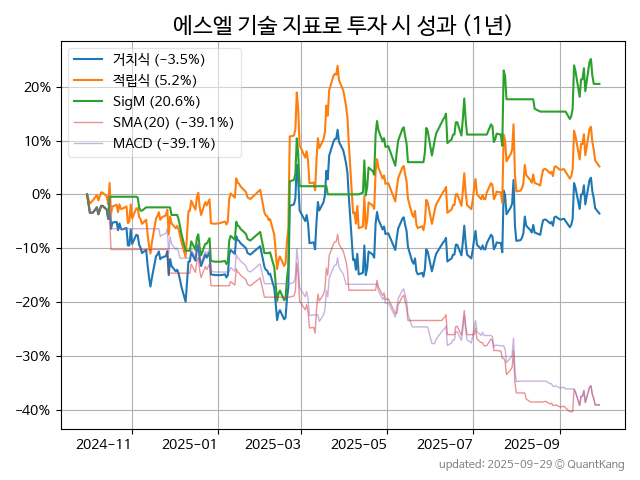 에스엘 기술 지표로 투자 시 성과 (1년)
거치식 (−3.5%)
적립식 (5.2%)
SigM (20.6%)
SMA(20) (−39.1%)
MACD (−39.1%)
20%
10%
0%
−10%
−20%
−30%
−40%
2024-11 2025-01 2025-03 2025-05 2025-07 2025-09
updated: 2025-09-29 © QuantKang